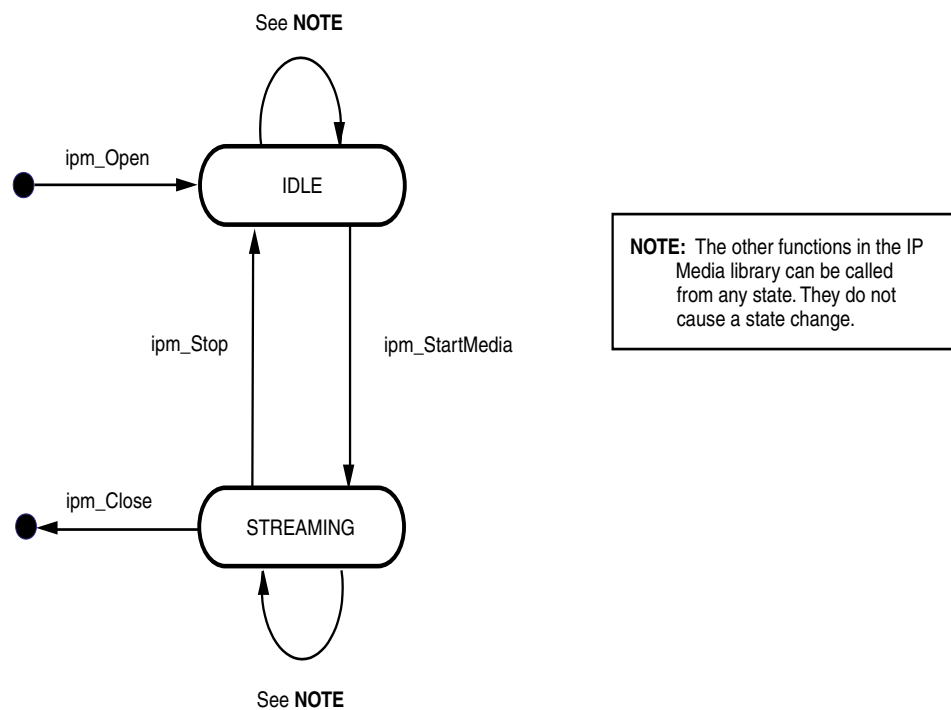 See NOTE
ipm_Open
IDLE
NOTE: The other functions in the IP
Media library can be called
from any state. They do not
cause a state change.
ipm_Stop
ipm_StartMedia
ipm_Close
STREAMING
See NOTE